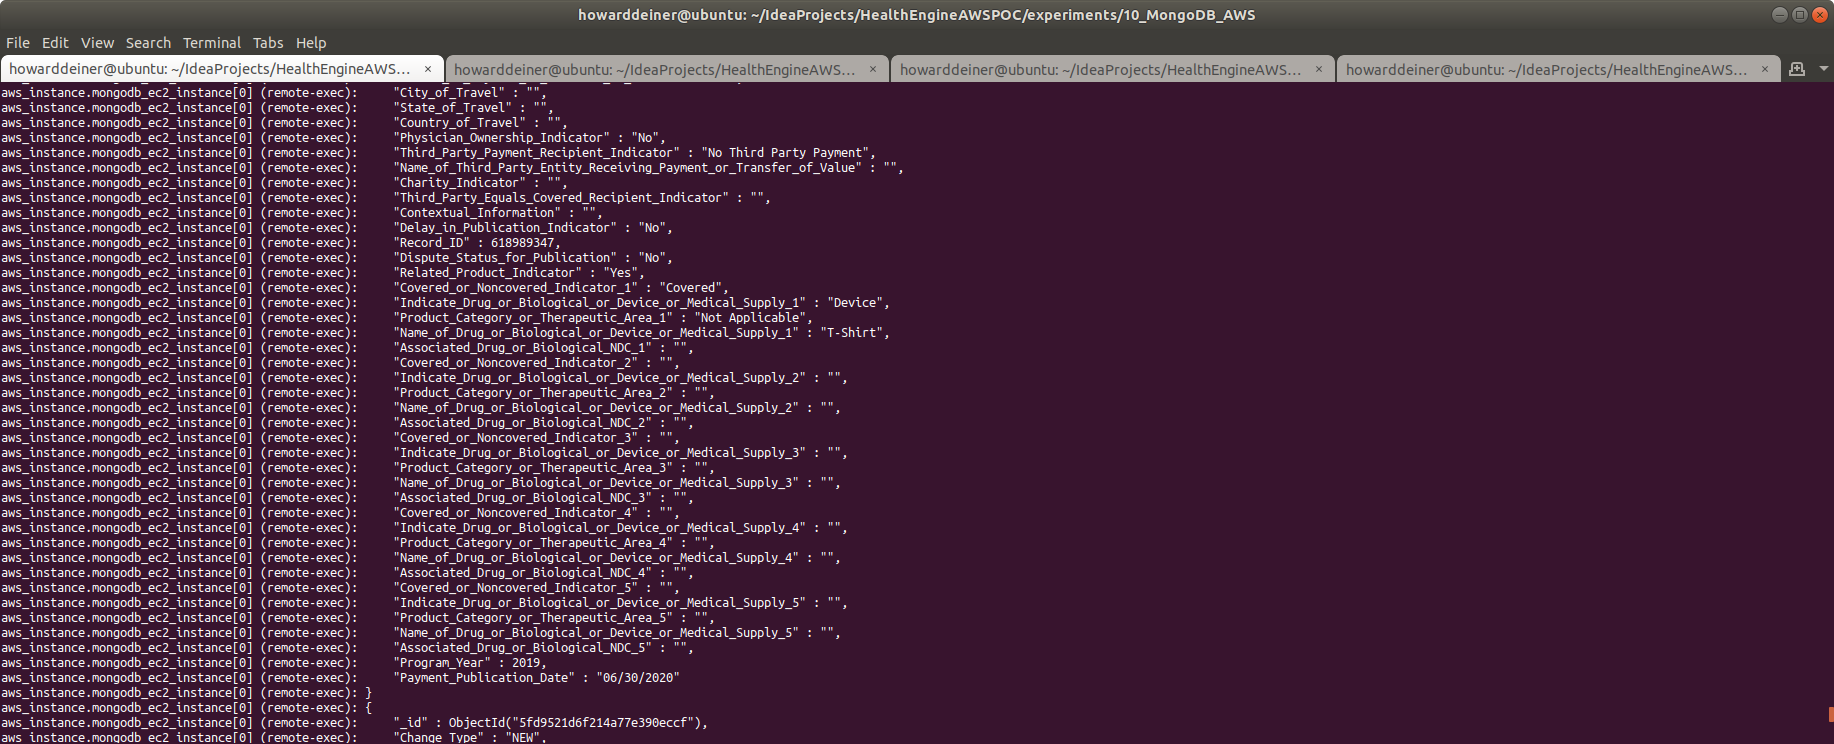 howarddeiner@ubuntu: ~/IdeaProjects/HealthEngineAWSPOC/experiments/10_MongoDB_AWS
File Edit View Search Terminal Tabs Help
howarddeiner@ubuntu: ~/IdeaProjects/HealthEngineAWS... × howarddeiner@ubuntu: ~/IdeaProjects/HealthEngineAWS... × howarddeiner@ubuntu: ~/IdeaProjects/HealthEngineAWS... × howarddeiner@ubuntu: ~/IdeaProjects/HealthEngineAWS... ×
aws_instance.mongodb_ec2_instance[0] (remote-exec): "City_of_Travel" : "",
aws_instance.mongodb_ec2_instance[0] (remote-exec): "State_of_Travel" : "",
aws_instance.mongodb_ec2_instance[0] (remote-exec): "Country_of_Travel" : "",
aws_instance.mongodb_ec2_instance[0] (remote-exec): "Physician_Ownership_Indicator" : "No",
aws_instance.mongodb_ec2_instance[0] (remote-exec): "Third_Party_Payment_Recipient_Indicator" : "No Third Party Payment",
aws_instance.mongodb_ec2_instance[0] (remote-exec): "Name_of_Third_Party_Entity_Receiving_Payment_or_Transfer_of_Value" : "",
aws_instance.mongodb_ec2_instance[0] (remote-exec): "Charity_Indicator" : "",
aws_instance.mongodb_ec2_instance[0] (remote-exec): "Third_Party_Equals_Covered_Recipient_Indicator" : "",
aws_instance.mongodb_ec2_instance[0] (remote-exec): "Contextual_Information" : "",
aws_instance.mongodb_ec2_instance[0] (remote-exec): "Delay_in_Publication_Indicator" : "No",
aws_instance.mongodb_ec2_instance[0] (remote-exec): "Record_ID" : 618989347,
aws_instance.mongodb_ec2_instance[0] (remote-exec): "Dispute_Status_for_Publication" : "No",
aws_instance.mongodb_ec2_instance[0] (remote-exec): "Related_Product_Indicator" : "Yes",
aws_instance.mongodb_ec2_instance[0] (remote-exec): "Covered_or_Noncovered_Indicator_1" : "Covered",
aws_instance.mongodb_ec2_instance[0] (remote-exec): "Indicate_Drug_or_Biological_or_Device_or_Medical_Supply_1" : "Device",
aws_instance.mongodb_ec2_instance[0] (remote-exec): "Product_Category_or_Therapeutic_Area_1" : "Not Applicable",
aws_instance.mongodb_ec2_instance[0] (remote-exec): "Name_of_Drug_or_Biological_or_Device_or_Medical_Supply_1" : "T-Shirt",
aws_instance.mongodb_ec2_instance[0] (remote-exec): "Associated_Drug_or_Biological_NDC_1" : "",
aws_instance.mongodb_ec2_instance[0] (remote-exec): "Covered_or_Noncovered_Indicator_2" : "",
aws_instance.mongodb_ec2_instance[0] (remote-exec): "Indicate_Drug_or_Biological_or_Device_or_Medical_Supply_2" : "",
aws_instance.mongodb_ec2_instance[0] (remote-exec): "Product_Category_or_Therapeutic_Area_2" : "",
aws_instance.mongodb_ec2_instance[0] (remote-exec): "Name_of_Drug_or_Biological_or_Device_or_Medical_Supply_2" : "",
aws_instance.mongodb_ec2_instance[0] (remote-exec): "Associated_Drug_or_Biological_NDC_2" : "",
aws_instance.mongodb_ec2_instance[0] (remote-exec): "Covered_or_Noncovered_Indicator_3" : "",
aws_instance.mongodb_ec2_instance[0] (remote-exec): "Indicate_Drug_or_Biological_or_Device_or_Medical_Supply_3" : "",
aws_instance.mongodb_ec2_instance[0] (remote-exec): "Product_Category_or_Therapeutic_Area_3" : "",
aws_instance.mongodb_ec2_instance[0] (remote-exec): "Name_of_Drug_or_Biological_or_Device_or_Medical_Supply_3" : "",
aws_instance.mongodb_ec2_instance[0] (remote-exec): "Associated_Drug_or_Biological_NDC_3" : "",
aws_instance.mongodb_ec2_instance[0] (remote-exec): "Covered_or_Noncovered_Indicator_4" : "",
aws_instance.mongodb_ec2_instance[0] (remote-exec): "Indicate_Drug_or_Biological_or_Device_or_Medical_Supply_4" : "",
aws_instance.mongodb_ec2_instance[0] (remote-exec): "Product_Category_or_Therapeutic_Area_4" : "",
aws_instance.mongodb_ec2_instance[0] (remote-exec): "Name_of_Drug_or_Biological_or_Device_or_Medical_Supply_4" : "",
aws_instance.mongodb_ec2_instance[0] (remote-exec): "Associated_Drug_or_Biological_NDC_4" : "",
aws_instance.mongodb_ec2_instance[0] (remote-exec): "Covered_or_Noncovered_Indicator_5" : "",
aws_instance.mongodb_ec2_instance[0] (remote-exec): "Indicate_Drug_or_Biological_or_Device_or_Medical_Supply_5" : "",
aws_instance.mongodb_ec2_instance[0] (remote-exec): "Product_Category_or_Therapeutic_Area_5" : "",
aws_instance.mongodb_ec2_instance[0] (remote-exec): "Name_of_Drug_or_Biological_or_Device_or_Medical_Supply_5" : "",
aws_instance.mongodb_ec2_instance[0] (remote-exec): "Associated_Drug_or_Biological_NDC_5" : "",
aws_instance.mongodb_ec2_instance[0] (remote-exec): "Program_Year" : 2019,
aws_instance.mongodb_ec2_instance[0] (remote-exec): "Payment_Publication_Date" : "06/30/2020"
aws_instance.mongodb_ec2_instance[0] (remote-exec): }
aws_instance.mongodb_ec2_instance[0] (remote-exec): {
aws_instance.mongodb_ec2_instance[0] (remote-exec): "_id" : ObjectId("5fd9521d6f214a77e390eccf"),
aws_instance.mongodb_ec2_instance[0] (remote-exec): "Change_Type" : "NEW",